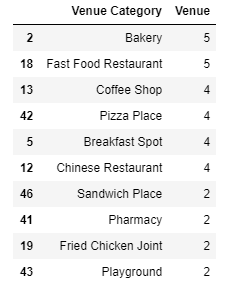 Venue Category Venue
2 Bakery 5
18 Fast Food Restaurant 5
13 Coffee Shop 4
42 Pizza Place 4
5 Breakfast Spot 4
12 Chinese Restaurant 4
46 Sandwich Place 2
41 Pharmacy 2
19 Fried Chicken Joint 2
43 Playground 2